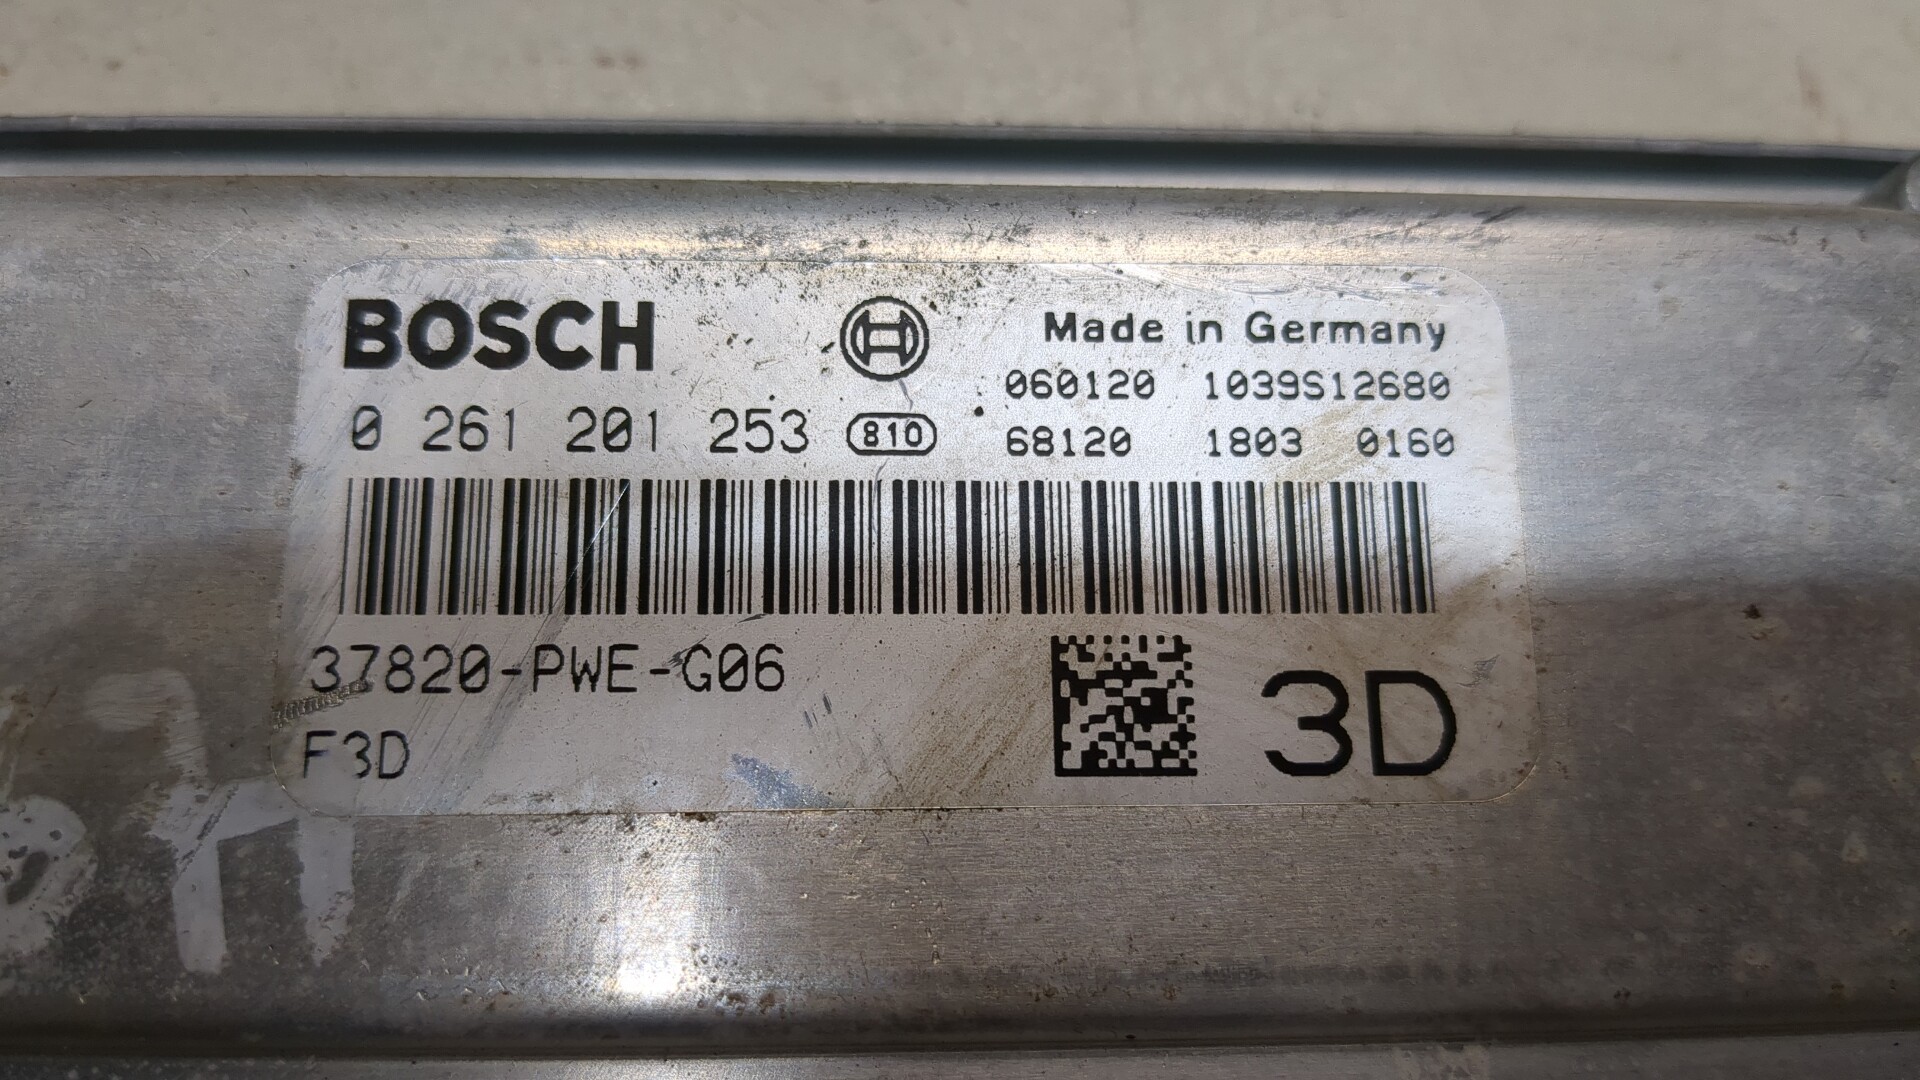 BOSCH
Made in Germany
060120 1039S12680
0 261 201 253 810 68120 1803 0160
37820-PWE-G06
F3D
3D